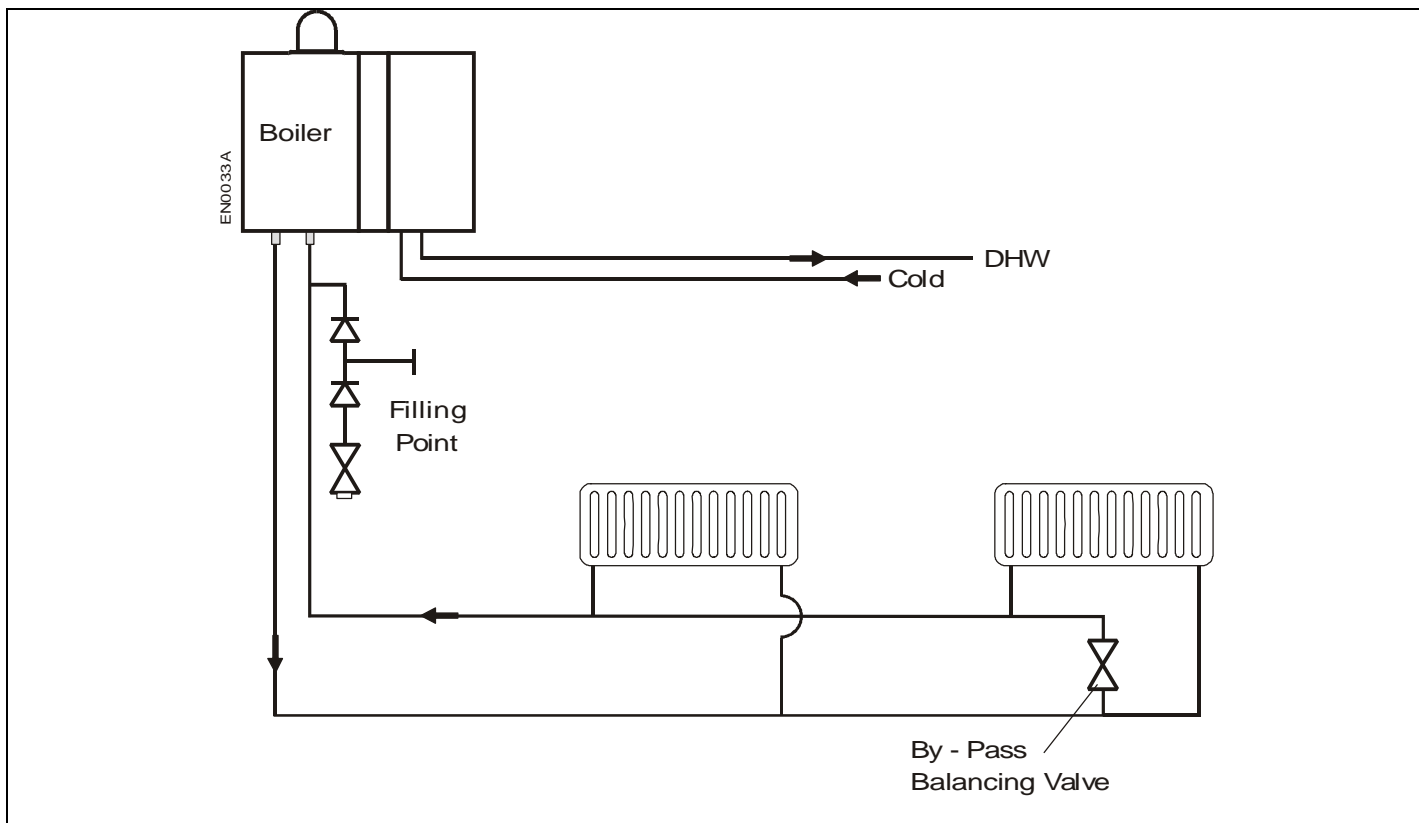 Boiler
EN0033A
DHW
Cold
Filling
Point
By - Pass
Balancing Valve